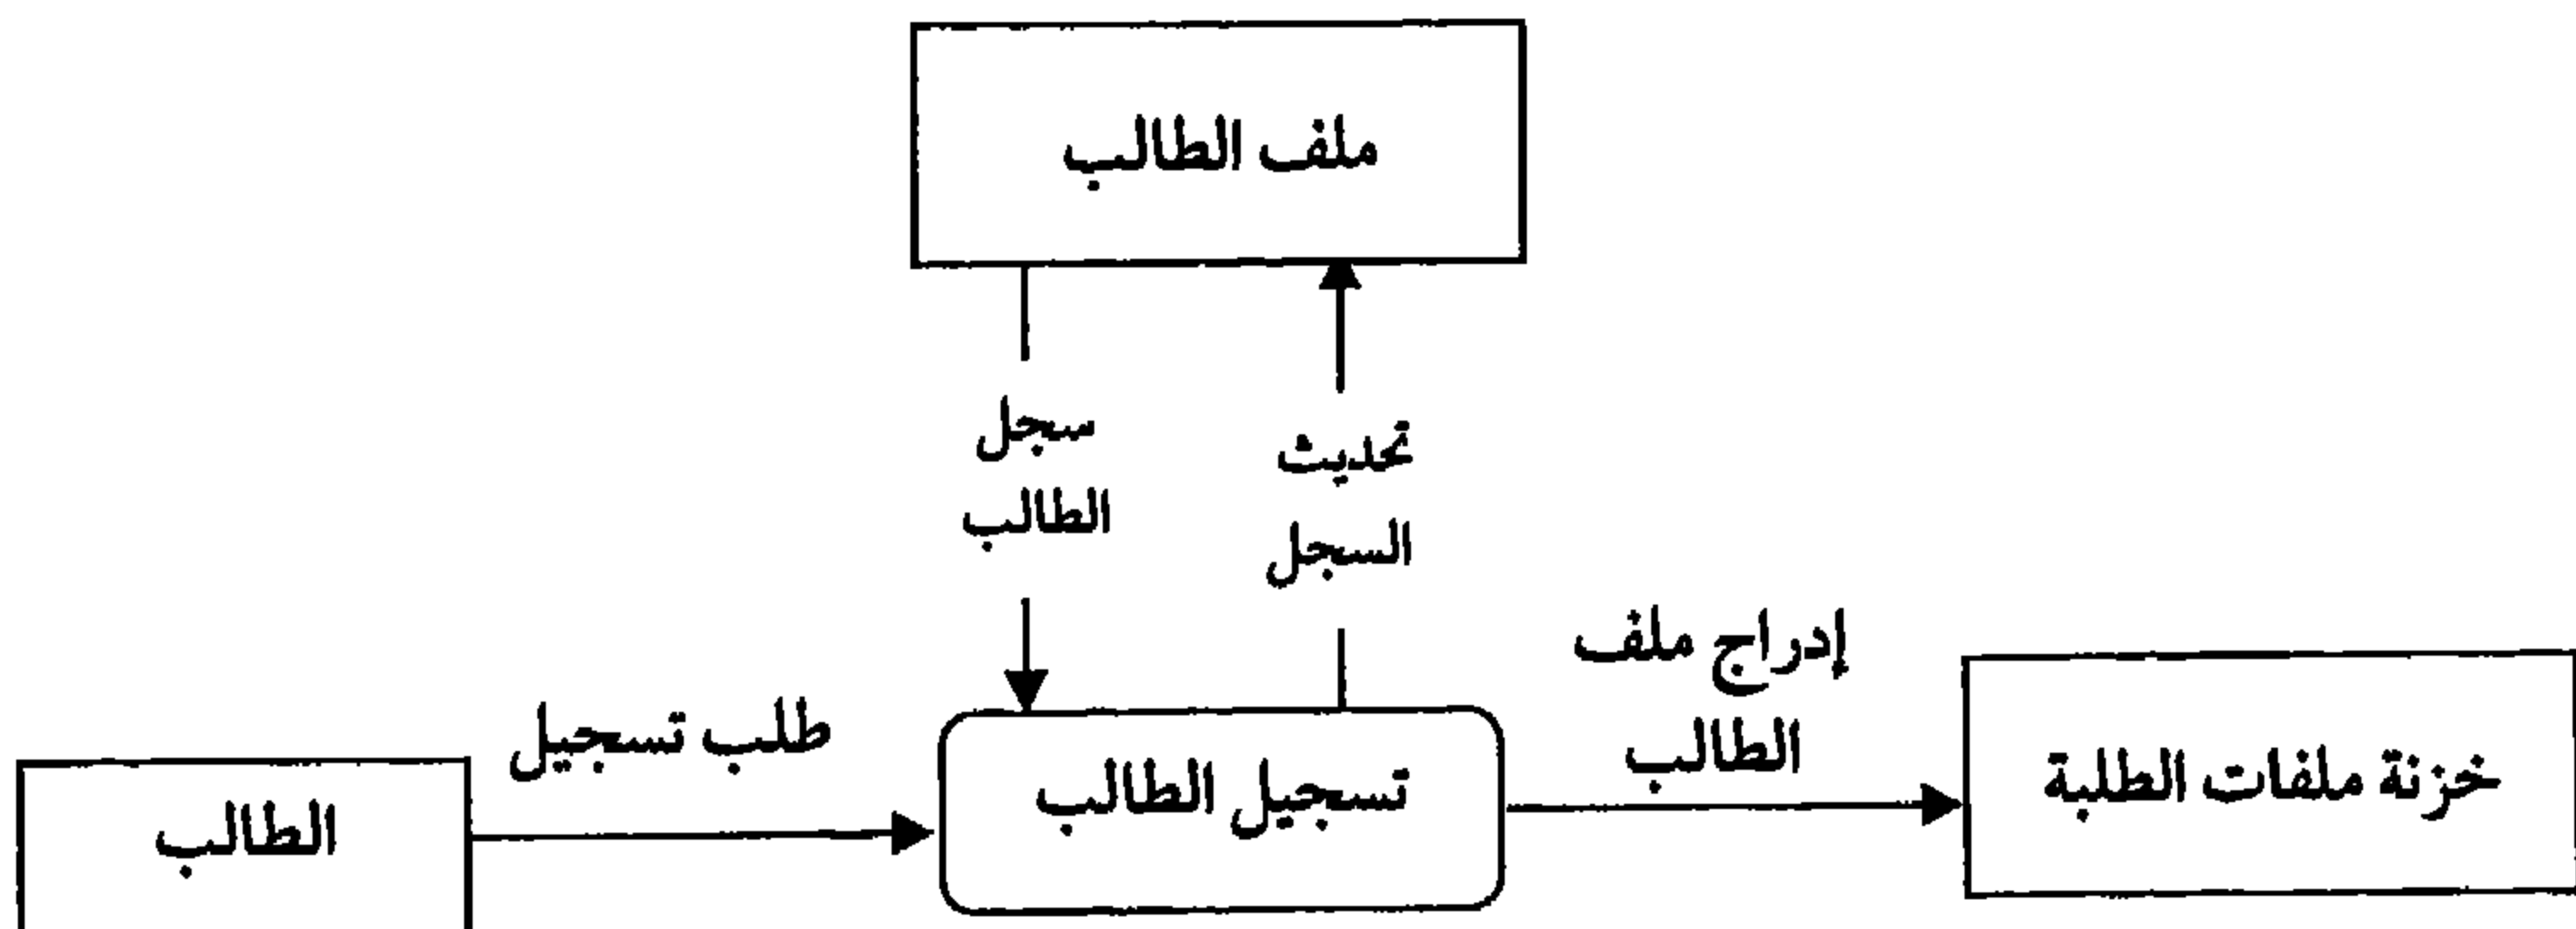 ملف الطالب
سجل
الطالب
تحديث
السجل
إدراج ملف
الطالب
طلب تسجيل
الطالب
تسجيل الطالب
خزنة ملفات الطلبة